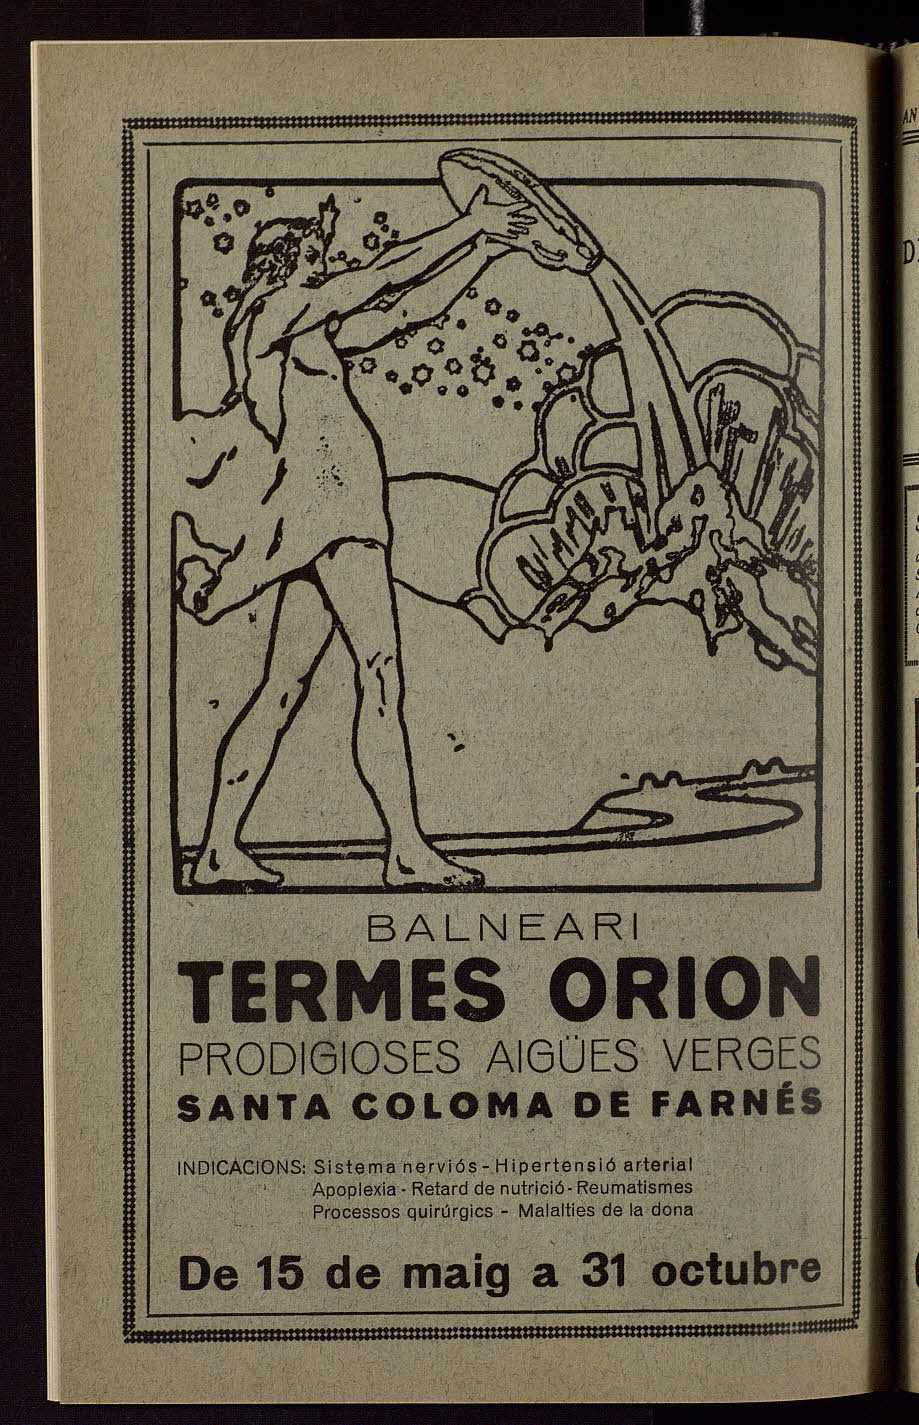 BALNEARI
TERMES ORION
PRODIGIOSES AIGÜES VERGES
SANTA COLOMA DE FARNÉS
INDICACIONS: Sistema nerviós - Hipertensió arterial
Apoplexia - Retard de nutrició - Reumatismes
Processos quirúrgics - Malalties de la dona
De 15 de maig a 31 octubre